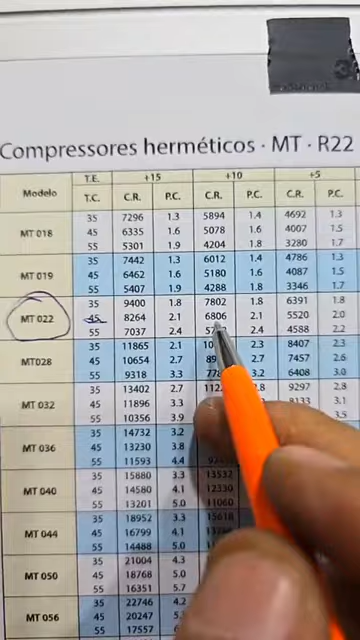 Compressores herméticos · MT · R22
Modelo T.E. +15 +10 +5
T.C. C.R. P.C. C.R. P.C. C.R. P.C.
MT 018 35 7296 1.3 5894 1.4 4692 1.3
45 6335 1.6 5078 1.6 4007 1.5
55 5301 1.9 4204 1.8 3280 1.7
MT 019 35 7442 1.3 6012 1.4 4786 1.3
45 6462 1.6 5180 1.6 4087 1.5
55 5407 1.9 4288 1.8 3346 1.7
MT 022 35 9400 1.8 7802 1.8 6391 1.8
45 8264 2.1 6806 2.1 5520 2.0
55 7037 2.4 2.4 4588 2.2
MT028 35 11865 2.1 2.3 8407 2.3
45 10654 2.7 2.7 7457 2.6
55 9318 3.3 3.2 6408 3.0
MT 032 35 13402 2.7 9297 2.8
45 11896 3.3 3.1
55 10356 3.9 3.5
MT 036 35 14732 3.2
45 13230 3.8
55 11593 4.4
MT 040 35 15880 3.3 13532
45 14580 4.1 12330
55 13201 5.0 11060
MT 044 35 18952 3.3 15618
45 16799 4.1
55 14488 5.0
MT 050 35 21004 4.3
45 18768 5.0
55 16351 5.7
MT 056 35 22746 4.2
45 20247
55 17557